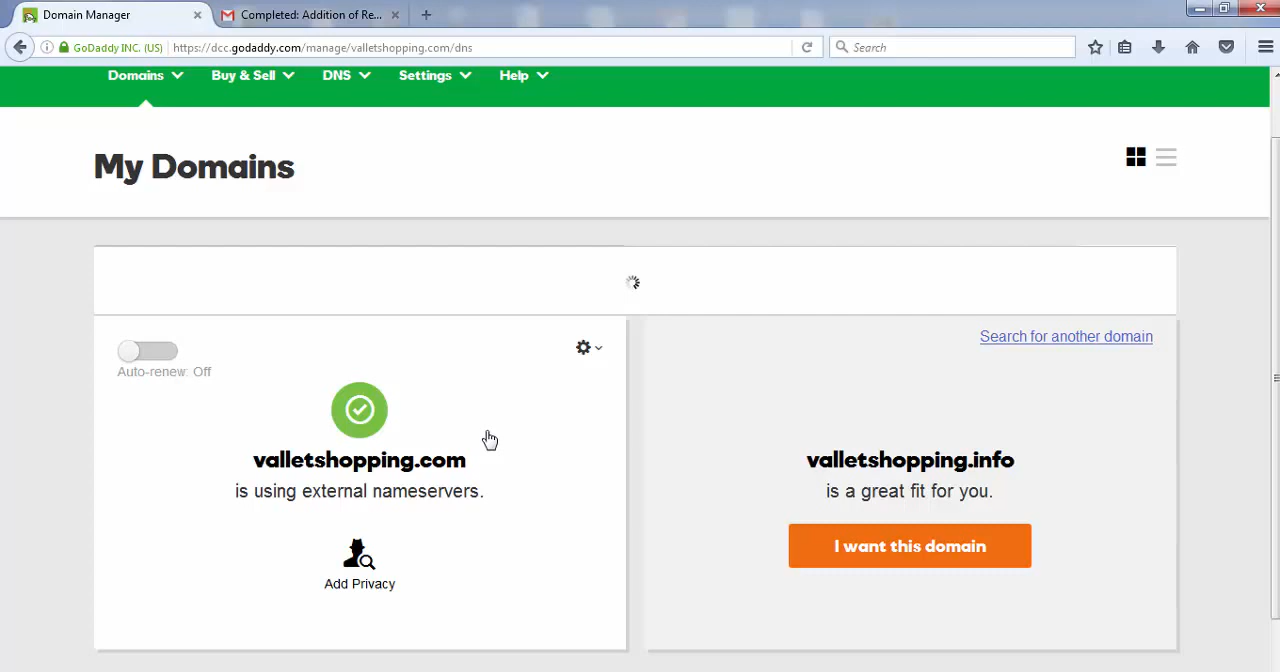 Domain Manager
Completed: Addition of Re...
GoDaddy INC. (US)
https://dcc.godaddy.com/manage/valletshopping.com/dns
Search
Domains
Buy & Sell
DNS
Settings
Help
My Domains
Search for another domain
Auto-renew: Off
valletshopping.com
is using external nameservers.
Add Privacy
valletshopping.info
is a great fit for you.
I want this domain